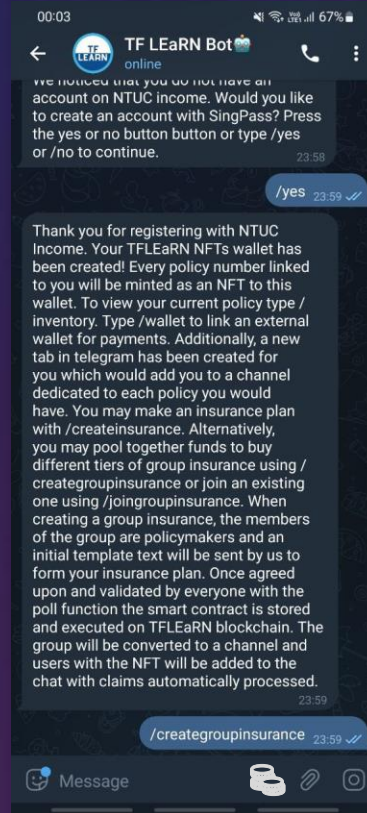 00:03
Vo))
LTE1
67%
TF
LEARN
TF LEaRN Bot🤖
online
We noticed that you do not have an
account on NTUC income. Would you like
to create an account with SingPass? Press
the yes or no button button or type /yes
or /no to continue.
23:58
/yes 23:59
Thank you for registering with NTUC
Income. Your TFLEaRN NFTs wallet has
been created! Every policy number linked
to you will be minted as an NFT to this
wallet. To view your current policy type /
inventory. Type /wallet to link an external
wallet for payments. Additionally, a new
tab in telegram has been created for
you which would add you to a channel
dedicated to each policy you would
have. You may make an insurance plan
with /createinsurance. Alternatively,
you may pool together funds to buy
different tiers of group insurance using /
creategroupinsurance or join an existing
one using /joingroupinsurance. When
creating a group insurance, the members
of the group are policymakers and an
initial template text will be sent by us to
form your insurance plan. Once agreed
upon and validated by everyone with the
poll function the smart contract is stored
and executed on TFLEaRN blockchain. The
group will be converted to a channel and
users with the NFT will be added to the
chat with claims automatically processed.
23:59
/creategroupinsurance 23:59
Message